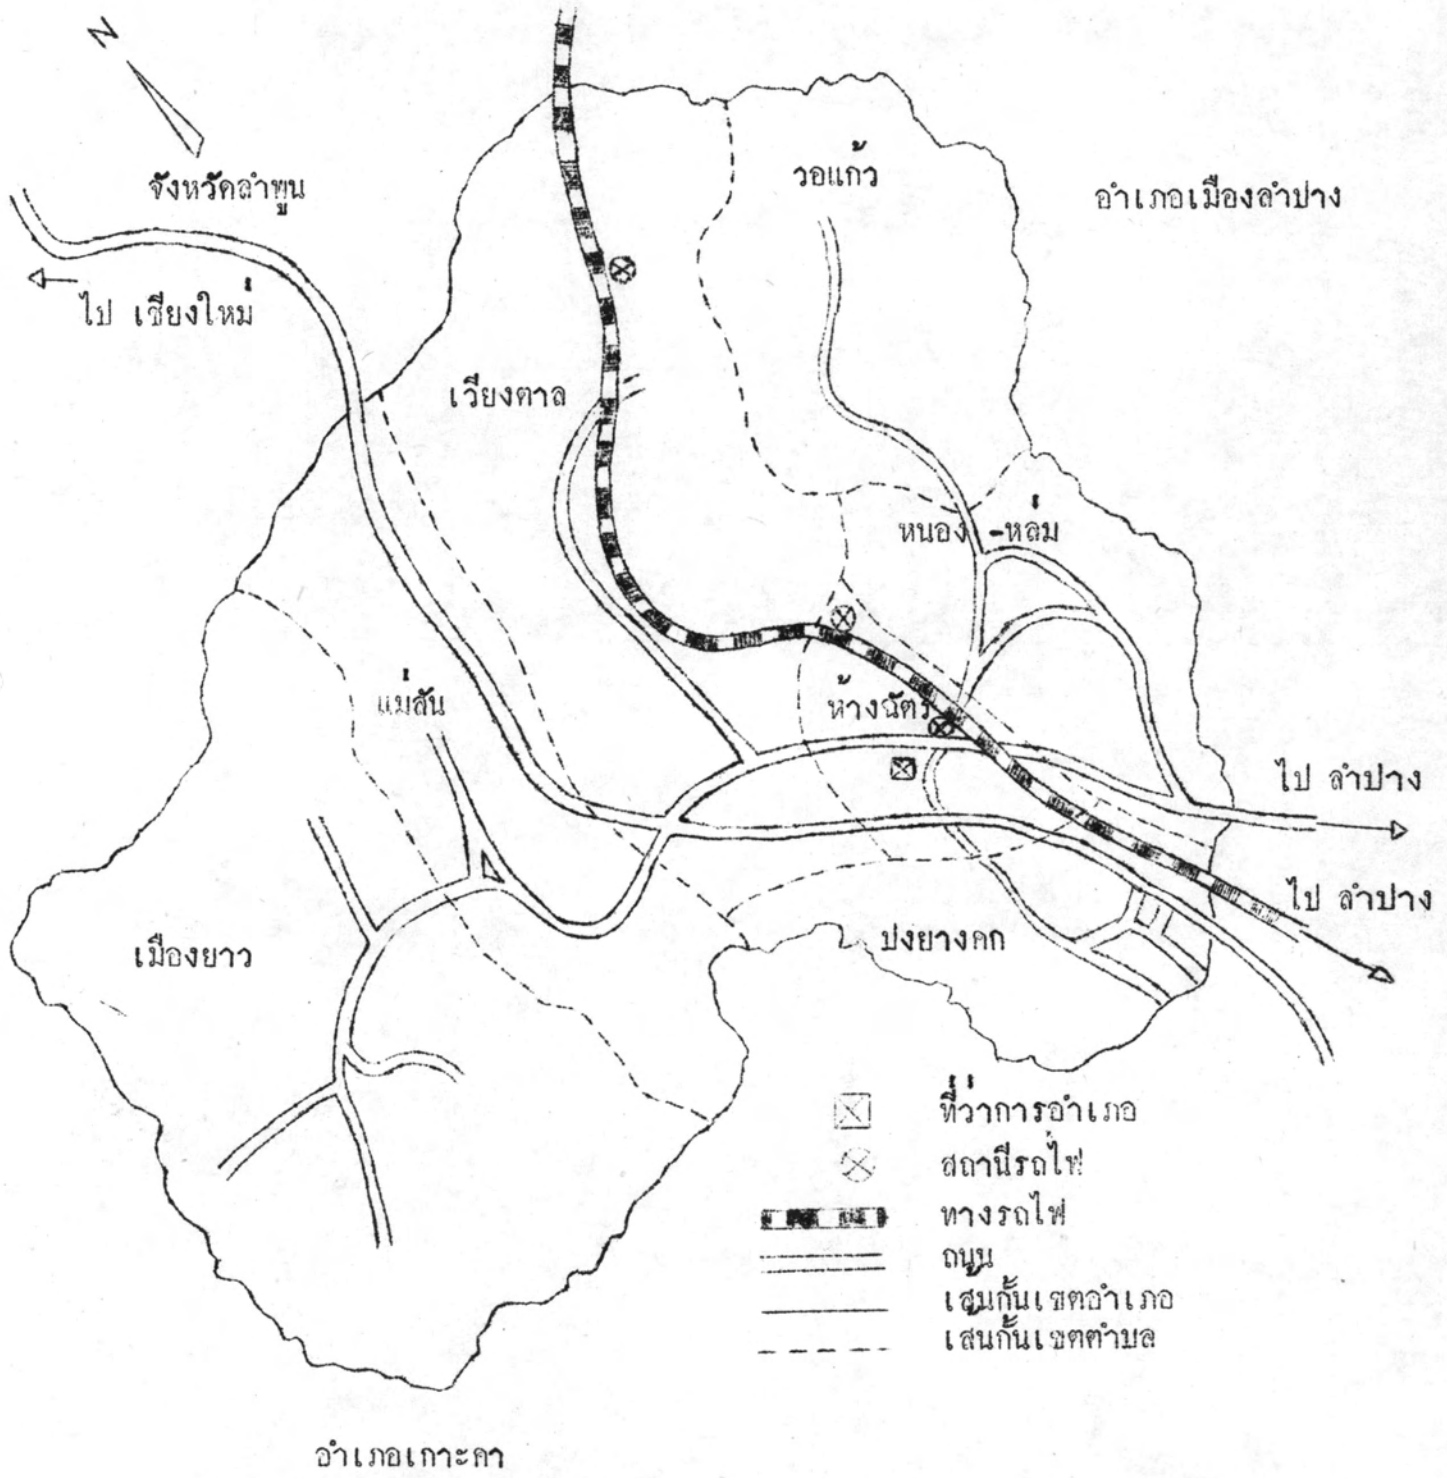 N
จังหวัดลำพูน
วอแก้ว
อำเภอเมืองลำปาง
ไป เชียงใหม่
เวียงตาล
หนอง - หล่ม
แม่สัน
ห้างฉัตร
ไป ลำปาง
ไป ลำปาง
เมืองยาว
ปงยางคก
ที่ว่าการอำเภอ
สถานีรถไฟ
ทางรถไฟ
ถนน
เส้นกั้นเขตอำเภอ
เส้นกั้นเขตตำบล
อำเภอเกาะคา